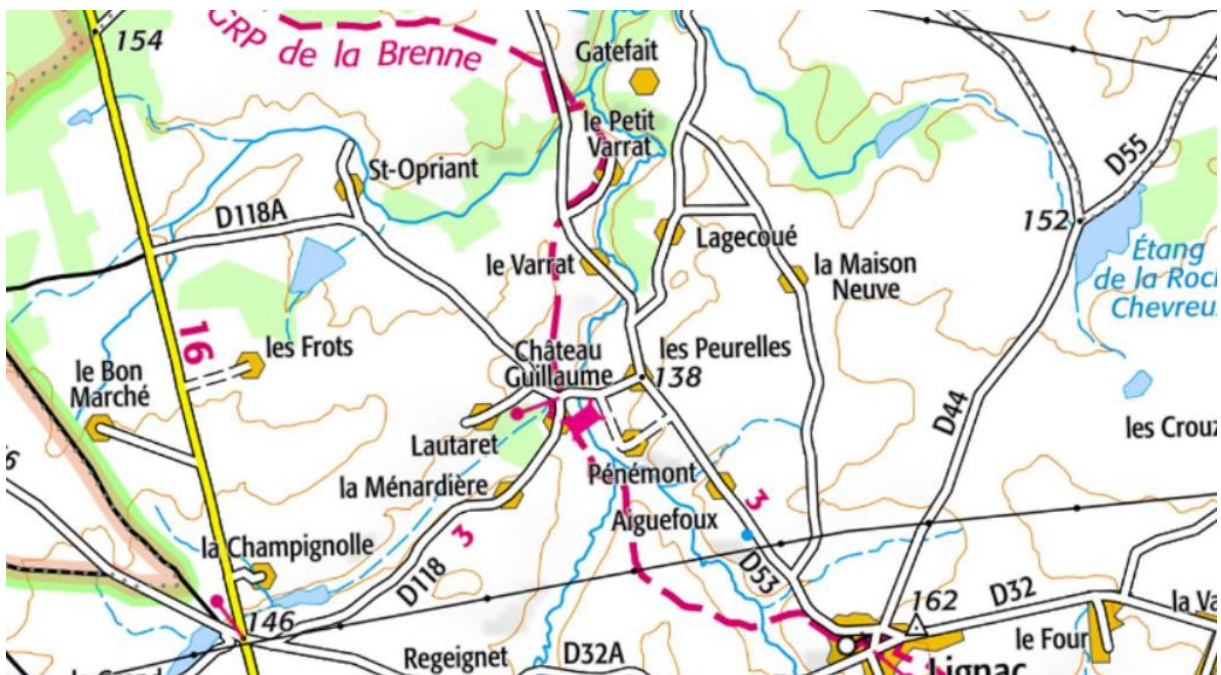 154
GRP de la Brenne
Gatefait
le Petit
Varrat
St-Opriant
D55
D118A
152
Lagecoué
le Varrat
la Maison
Neuve
Étang
de la Roch
Chevreu
16
les Frots
le Bon
Marché
Château
Guillaume
les Peurelles
138
D44
les Crouz
Lautaret
la Ménardière
Pénémont
3
Aiguefoux
3
la Champignolle
D118
D53
146
162
D32
la Va
le Four
Regeignet
D32A
Lignac
6